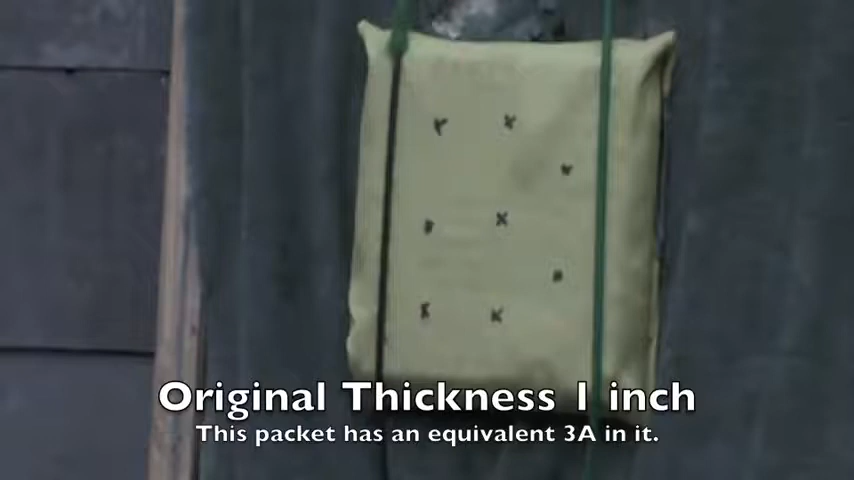 Original Thickness 1 inch
This packet has an equivalent 3A in it.